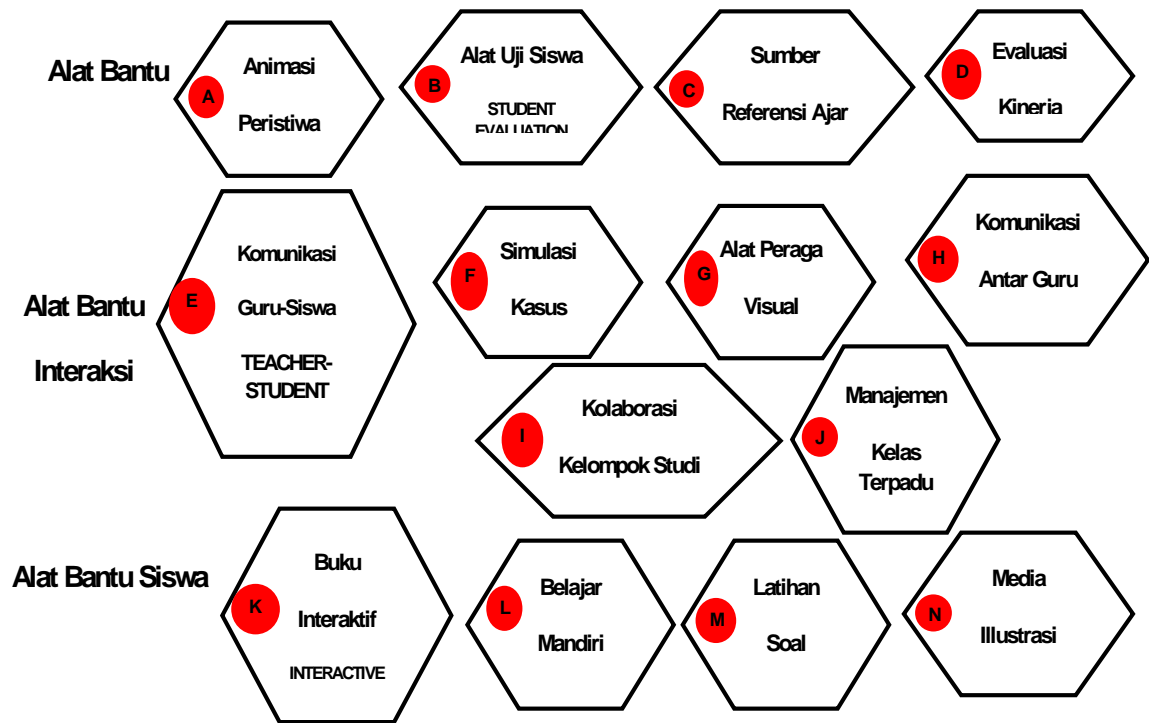 Alat Bantu
A
Animasi
Peristiwa
B
Alat Uji Siswa
STUDENT
EVALUATION
C
Sumber
Referensi Ajar
D
Evaluasi
Kinerja
Alat Bantu
Interaksi
E
Komunikasi
Guru-Siswa
TEACHER-
STUDENT
F
Simulasi
Kasus
G
Alat Peraga
Visual
H
Komunikasi
Antar Guru
I
Kolaborasi
Kelompok Studi
J
Manajemen
Kelas
Terpadu
Alat Bantu Siswa
K
Buku
Interaktif
INTERACTIVE
L
Belajar
Mandiri
M
Latihan
Soal
N
Media
Illustrasi